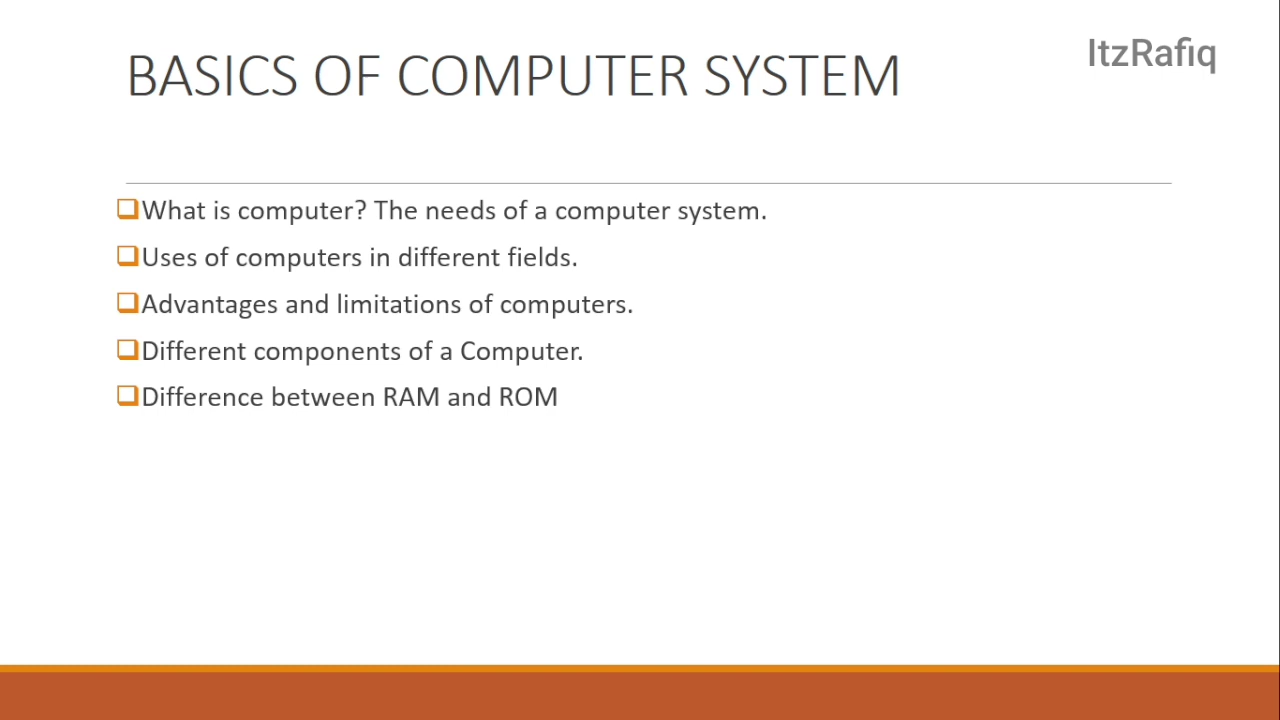 BASICS OF COMPUTER SYSTEM
ItzRafiq
What is computer? The needs of a computer system.
Uses of computers in different fields.
Advantages and limitations of computers.
Different components of a Computer.
Difference between RAM and ROM